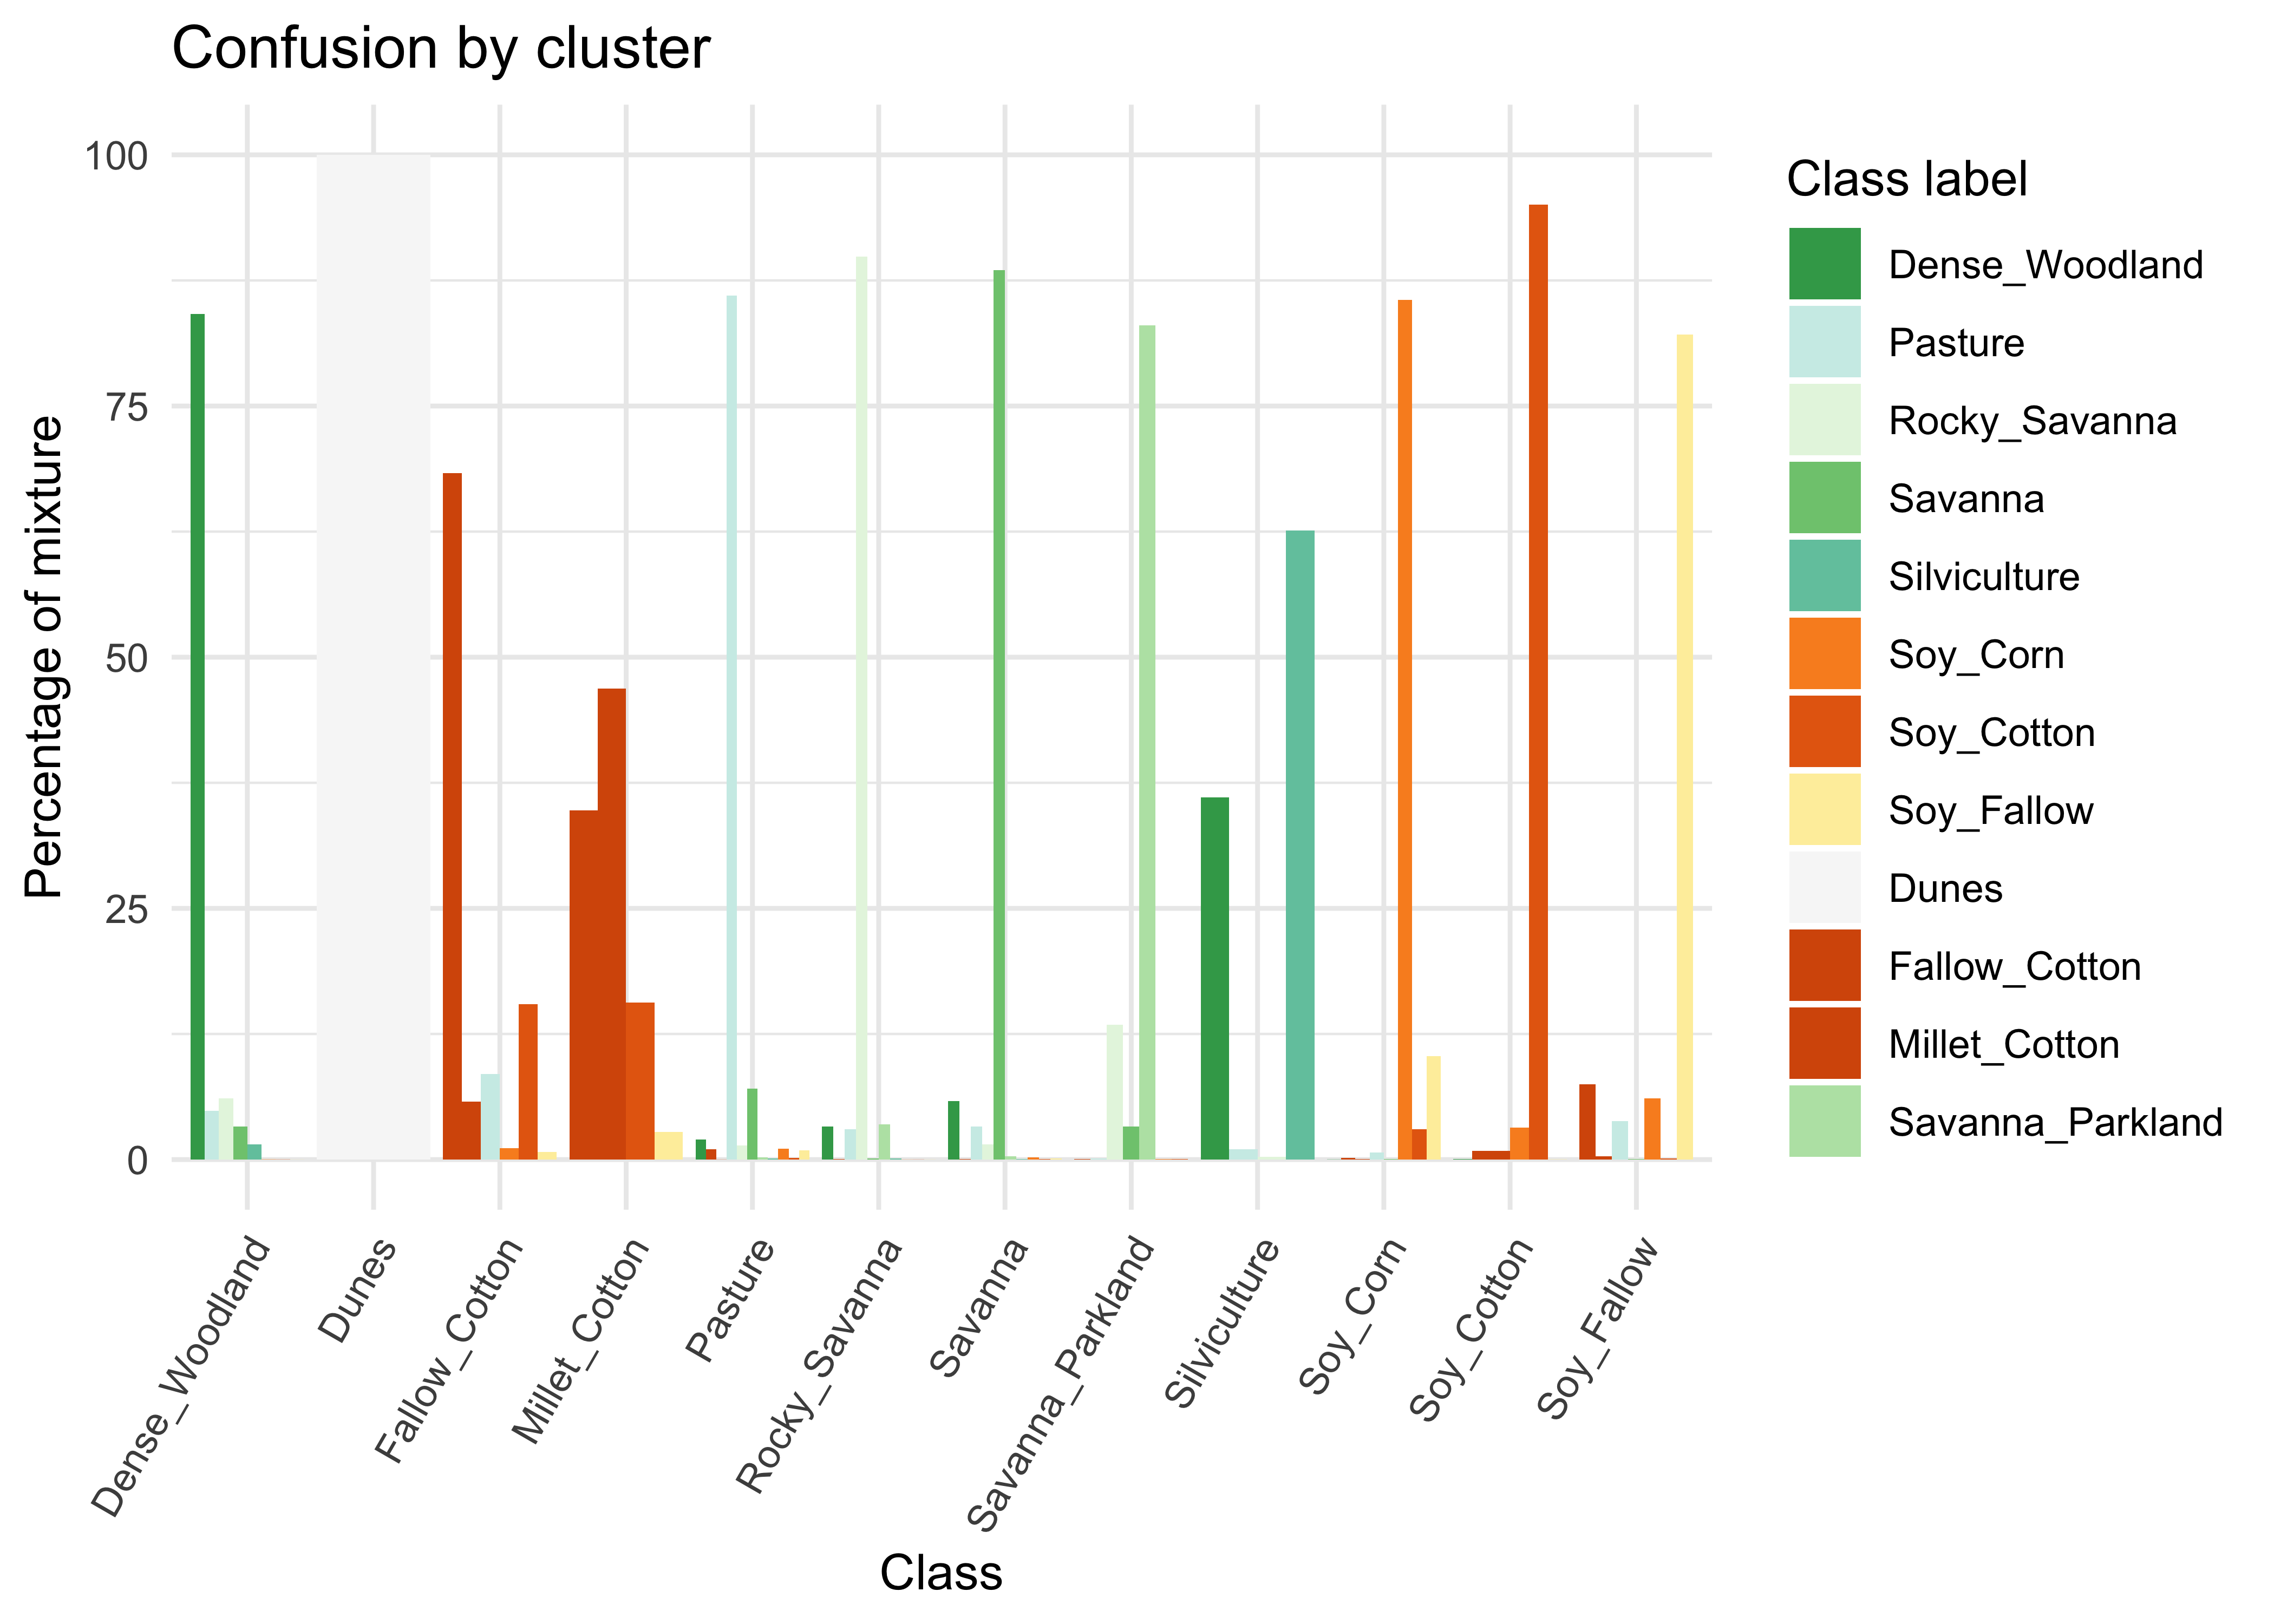 Confusion by cluster
Percentage of mixture
100
75
50
25
0
Dense_Woodland
Dunes
Fallow_Cotton
Millet_Cotton
Pasture
Rocky_Savanna
Savanna
Savanna_Parkland
Silviculture
Soy_Corn
Soy_Cotton
Soy_Fallow
Class
Class label
Dense_Woodland
Pasture
Rocky_Savanna
Savanna
Silviculture
Soy_Corn
Soy_Cotton
Soy_Fallow
Dunes
Fallow_Cotton
Millet_Cotton
Savanna_Parkland